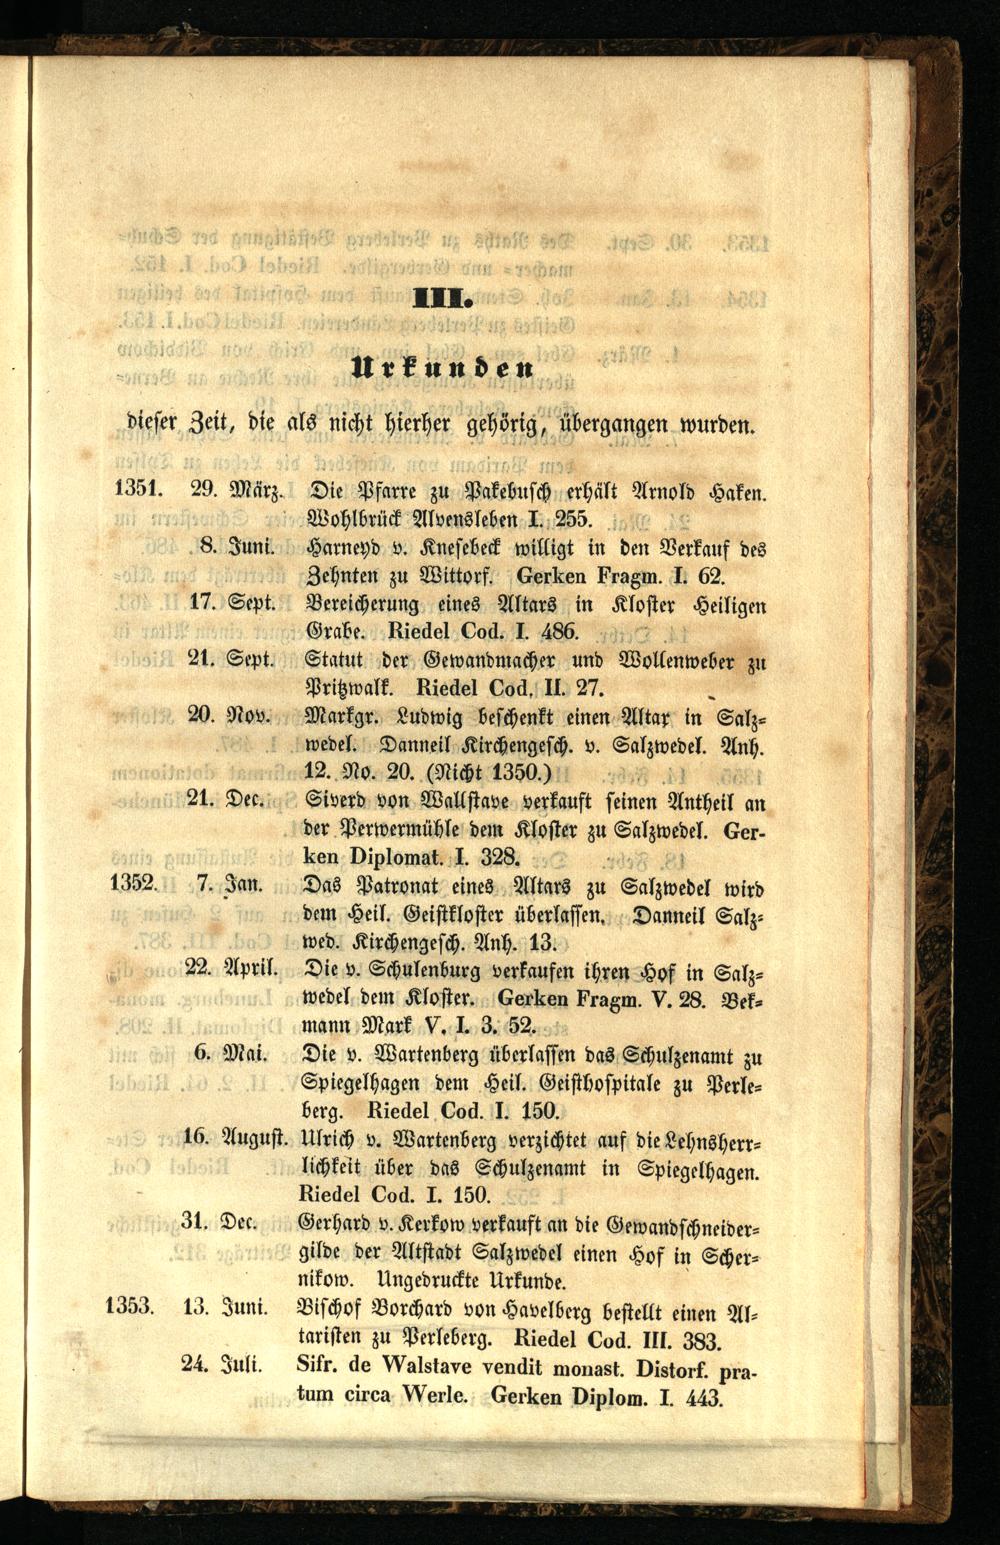 III.
Urkunden
dieser Zeit, die als nicht hierher gehörig, übergangen wurden.
1351. 29. März. Die Pfarre zu Pakebusch erhält Arnold Haken.
Wohlbrück Alvensleben I. 255.
8. Juni. Harneyd v. Knesebeck willigt in den Verkauf des
Zehnten zu Wittorf. Gerken Fragm. I. 62.
17. Sept. Bereicherung eines Altars in Kloster Heiligen
Grabe. Riedel Cod. I. 486.
21. Sept. Statut der Gewandmacher und Wollenweber zu
Pritzwalk. Riedel Cod. II. 27.
20. Nov. Markgr. Ludwig beschenkt einen Altar in Salz=
wedel. Danneil Kirchengesch. v. Salzwedel. Anh.
12. No. 20. (Nicht 1350.)
21. Dec. Siverd von Wallstave verkauft seinen Antheil an
der Perwermühle dem Kloster zu Salzwedel. Ger-
ken Diplomat. I. 328.
1352. 7. Jan. Das Patronat eines Altars zu Salzwedel wird
dem Heil. Geistkloster überlassen. Danneil Salz=
wed. Kirchengesch. Anh. 13.
22. April. Die v. Schulenburg verkaufen ihren Hof in Salz=
wedel dem Kloster. Gerken Fragm. V. 28. Bek=
mann Mark V. I. 3. 52.
6. Mai. Die v. Wartenberg überlassen das Schulzenamt zu
Spiegelhagen dem Heil. Geisthospitale zu Perle=
berg. Riedel Cod. I. 150.
16. August. Ulrich v. Wartenberg verzichtet auf die Lehnsherr=
lichkeit über das Schulzenamt in Spiegelhagen.
Riedel Cod. I. 150.
31. Dec. Gerhard v. Kerkow verkauft an die Gewandschneider=
gilde der Altstadt Salzwedel einen Hof in Scher=
nikow. Ungedruckte Urkunde.
1353. 13. Juni. Bischof Borchard von Havelberg bestellt einen Al=
taristen zu Perleberg. Riedel Cod. III. 383.
24. Juli. Sifr. de Walstave vendit monast. Distorf. pra-
tum circa Werle. Gerken Diplom. I. 443.